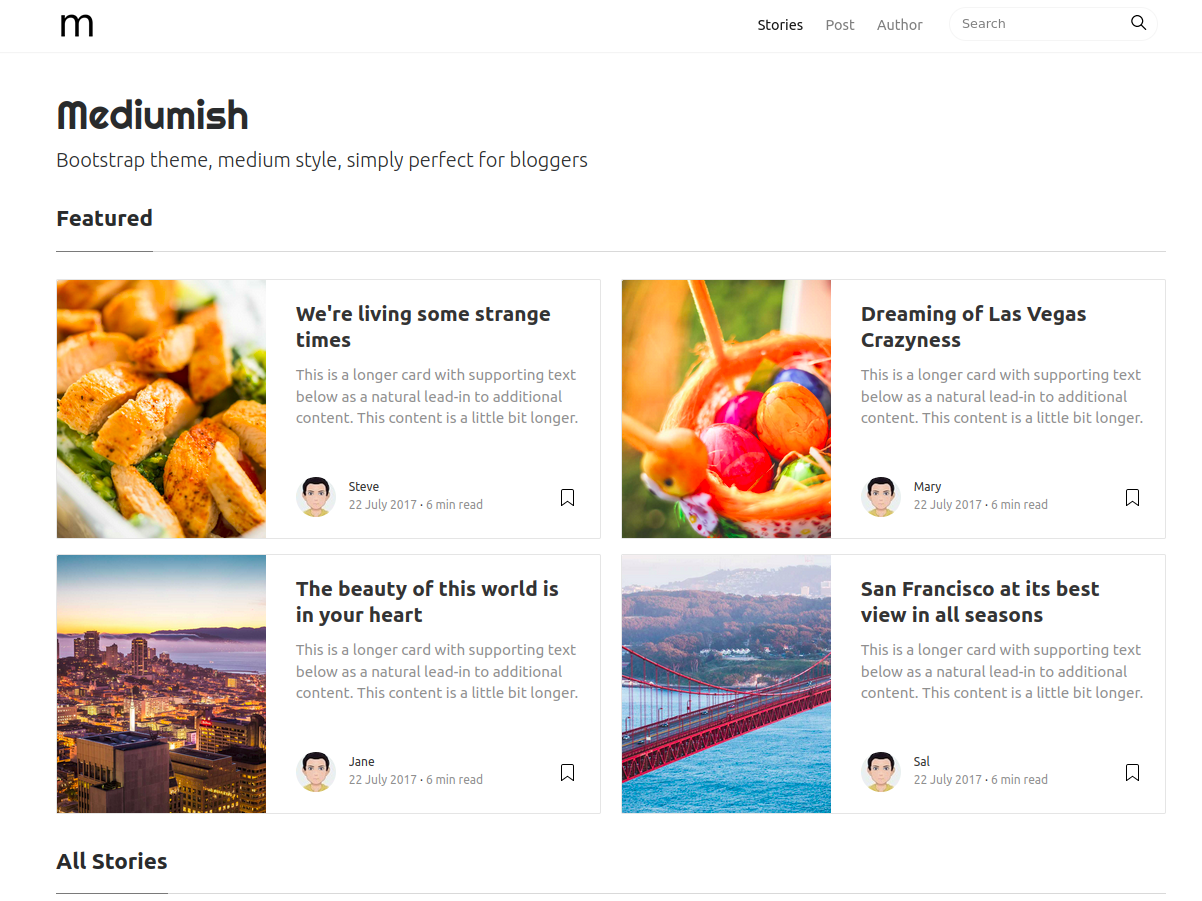 m
Stories Post Author Search
Mediumish
Bootstrap theme, medium style, simply perfect for bloggers
Featured
We're living some strange
times
This is a longer card with supporting text
below as a natural lead-in to additional
content. This content is a little bit longer.
Steve
22 July 2017 · 6 min read
Dreaming of Las Vegas
Crazyness
This is a longer card with supporting text
below as a natural lead-in to additional
content. This content is a little bit longer.
Mary
22 July 2017 · 6 min read
The beauty of this world is
in your heart
This is a longer card with supporting text
below as a natural lead-in to additional
content. This content is a little bit longer.
Jane
22 July 2017 · 6 min read
San Francisco at its best
view in all seasons
This is a longer card with supporting text
below as a natural lead-in to additional
content. This content is a little bit longer.
Sal
22 July 2017 · 6 min read
All Stories